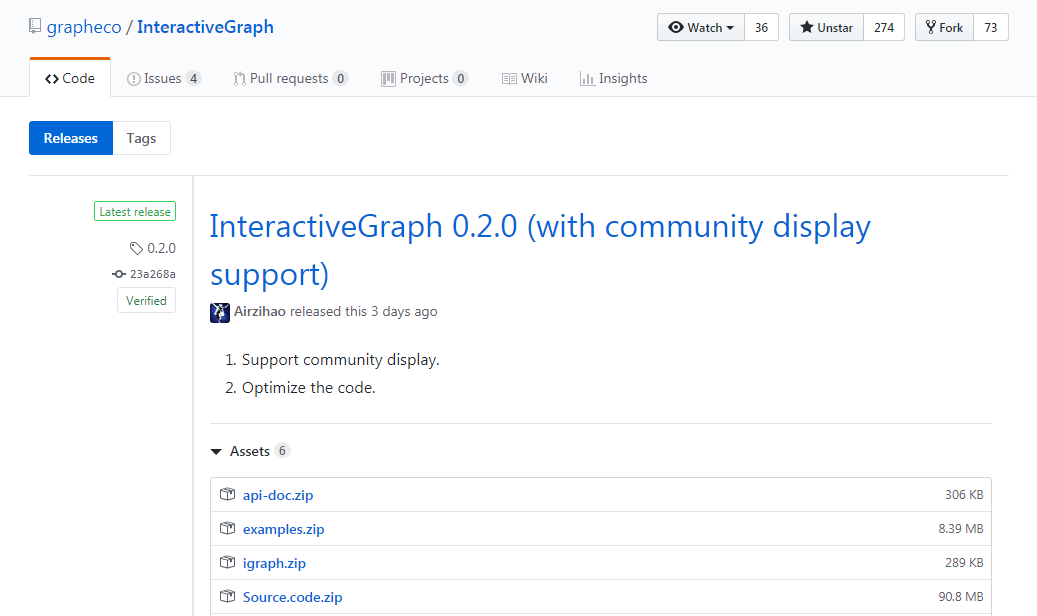 grapheco / InteractiveGraph
Watch 36 Unstar 274 Fork 73
Code Issues 4 Pull requests 0 Projects 0 Wiki Insights
Releases Tags
Latest release
0.2.0
23a268a
Verified
InteractiveGraph 0.2.0 (with community display
support)
Airzihao released this 3 days ago
1. Support community display.
2. Optimize the code.
Assets 6
api-doc.zip 306 KB
examples.zip 8.39 MB
igraph.zip 289 KB
Source.code.zip 90.8 MB